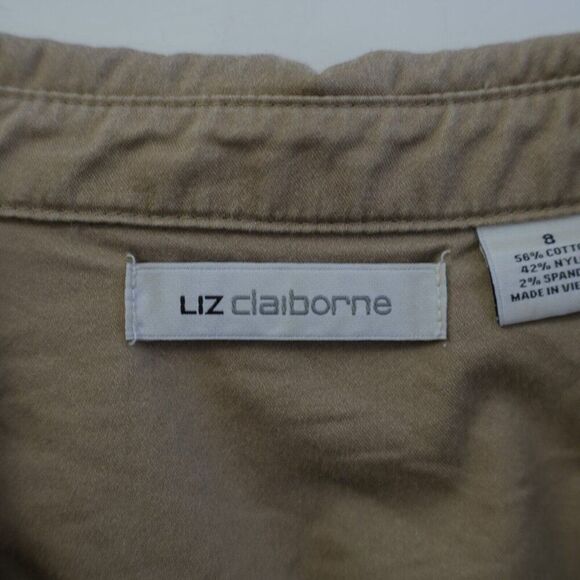 LIZ claiborne
8
56% COTTO
42% NYL
2% SPAND
MADE IN VIE